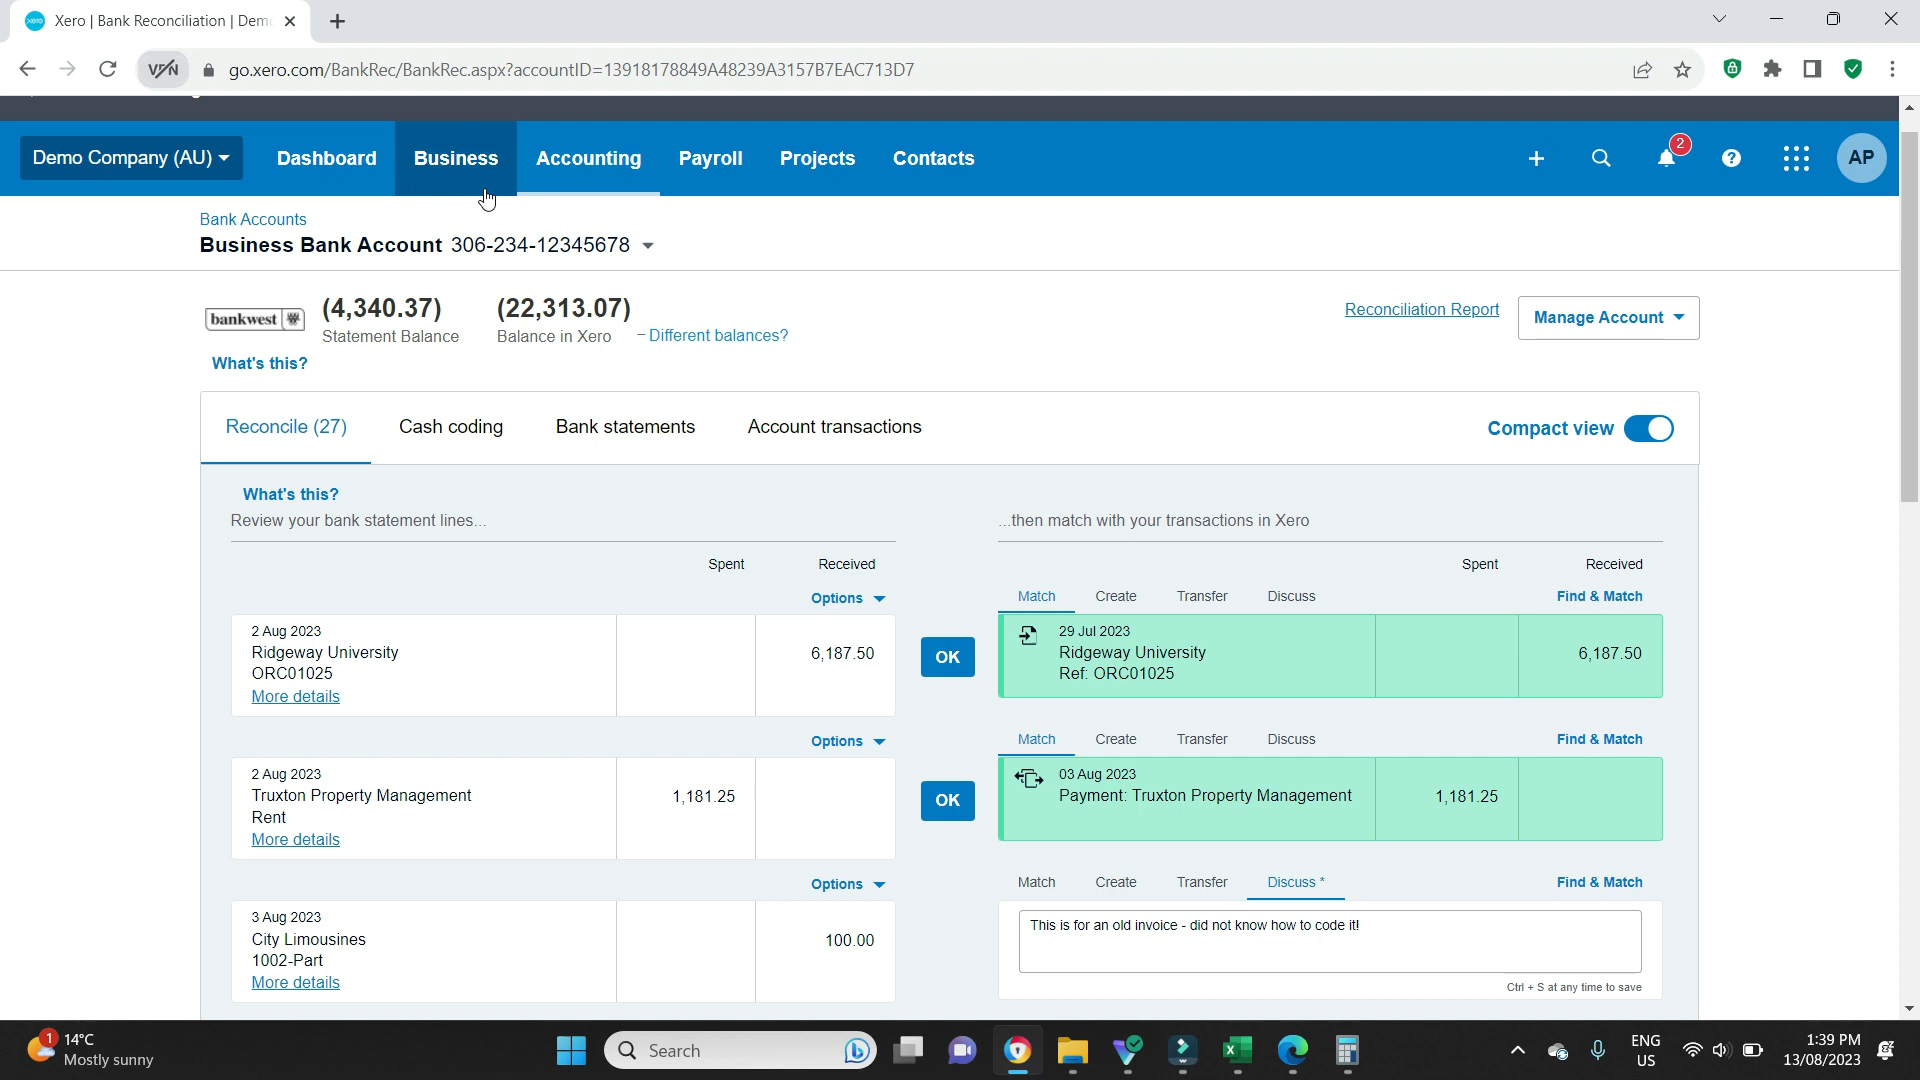 Xero | Bank Reconciliation | Demo
go.xero.com/BankRec/BankRec.aspx?accountID=13918178849A48239A3157B7EAC713D7
Demo Company (AU)
Dashboard
Business
Accounting
Payroll
Projects
Contacts
2
AP
Bank Accounts
Business Bank Account 306-234-12345678
bankwest
(4,340.37)
Statement Balance
(22,313.07)
Balance in Xero
- Different balances?
Reconciliation Report
Manage Account
What's this?
Reconcile (27)
Cash coding
Bank statements
Account transactions
Compact view
What's this?
Review your bank statement lines...
...then match with your transactions in Xero
Spent
Received
Spent
Received
Options
Match
Create
Transfer
Discuss
Find & Match
2 Aug 2023
Ridgeway University
ORC01025
More details
6,187.50
OK
29 Jul 2023
Ridgeway University
Ref: ORC01025
6,187.50
Options
Match
Create
Transfer
Discuss
Find & Match
2 Aug 2023
Truxton Property Management
Rent
More details
1,181.25
OK
03 Aug 2023
Payment: Truxton Property Management
1,181.25
Options
Match
Create
Transfer
Discuss *
Find & Match
3 Aug 2023
City Limousines
1002-Part
More details
100.00
This is for an old invoice - did not know how to code it!
Ctrl + S at any time to save
1
14°C
Mostly sunny
Search
ENG
US
1:39 PM
13/08/2023